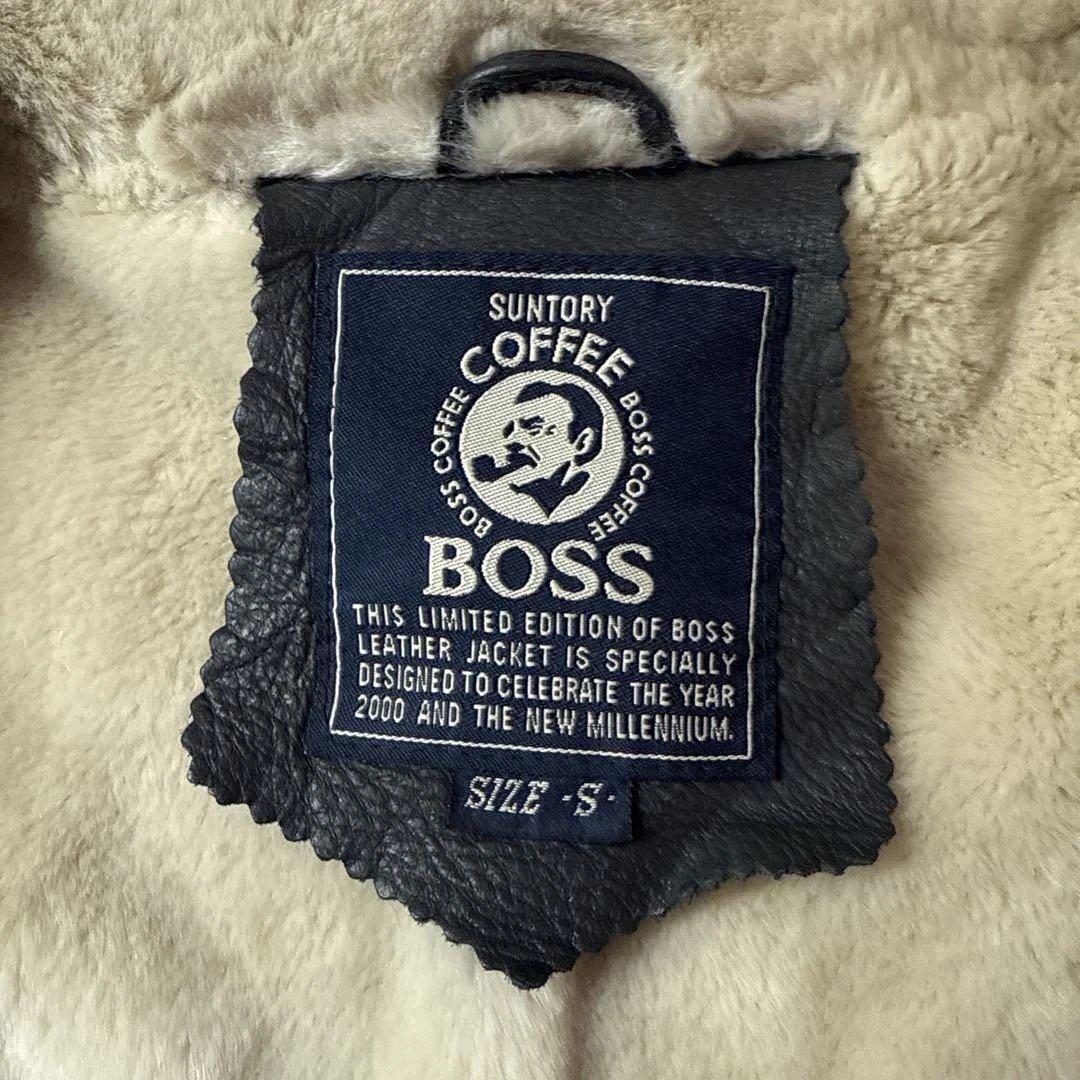 SUNTORY
COFFEE
BOSS COFFEE
BOSS COFFEE
BOSS
THIS LIMITED EDITION OF BOSS
LEATHER JACKET IS SPECIALLY
DESIGNED TO CELEBRATE THE YEAR
2000 AND THE NEW MILLENNIUM.
SIZE -S-